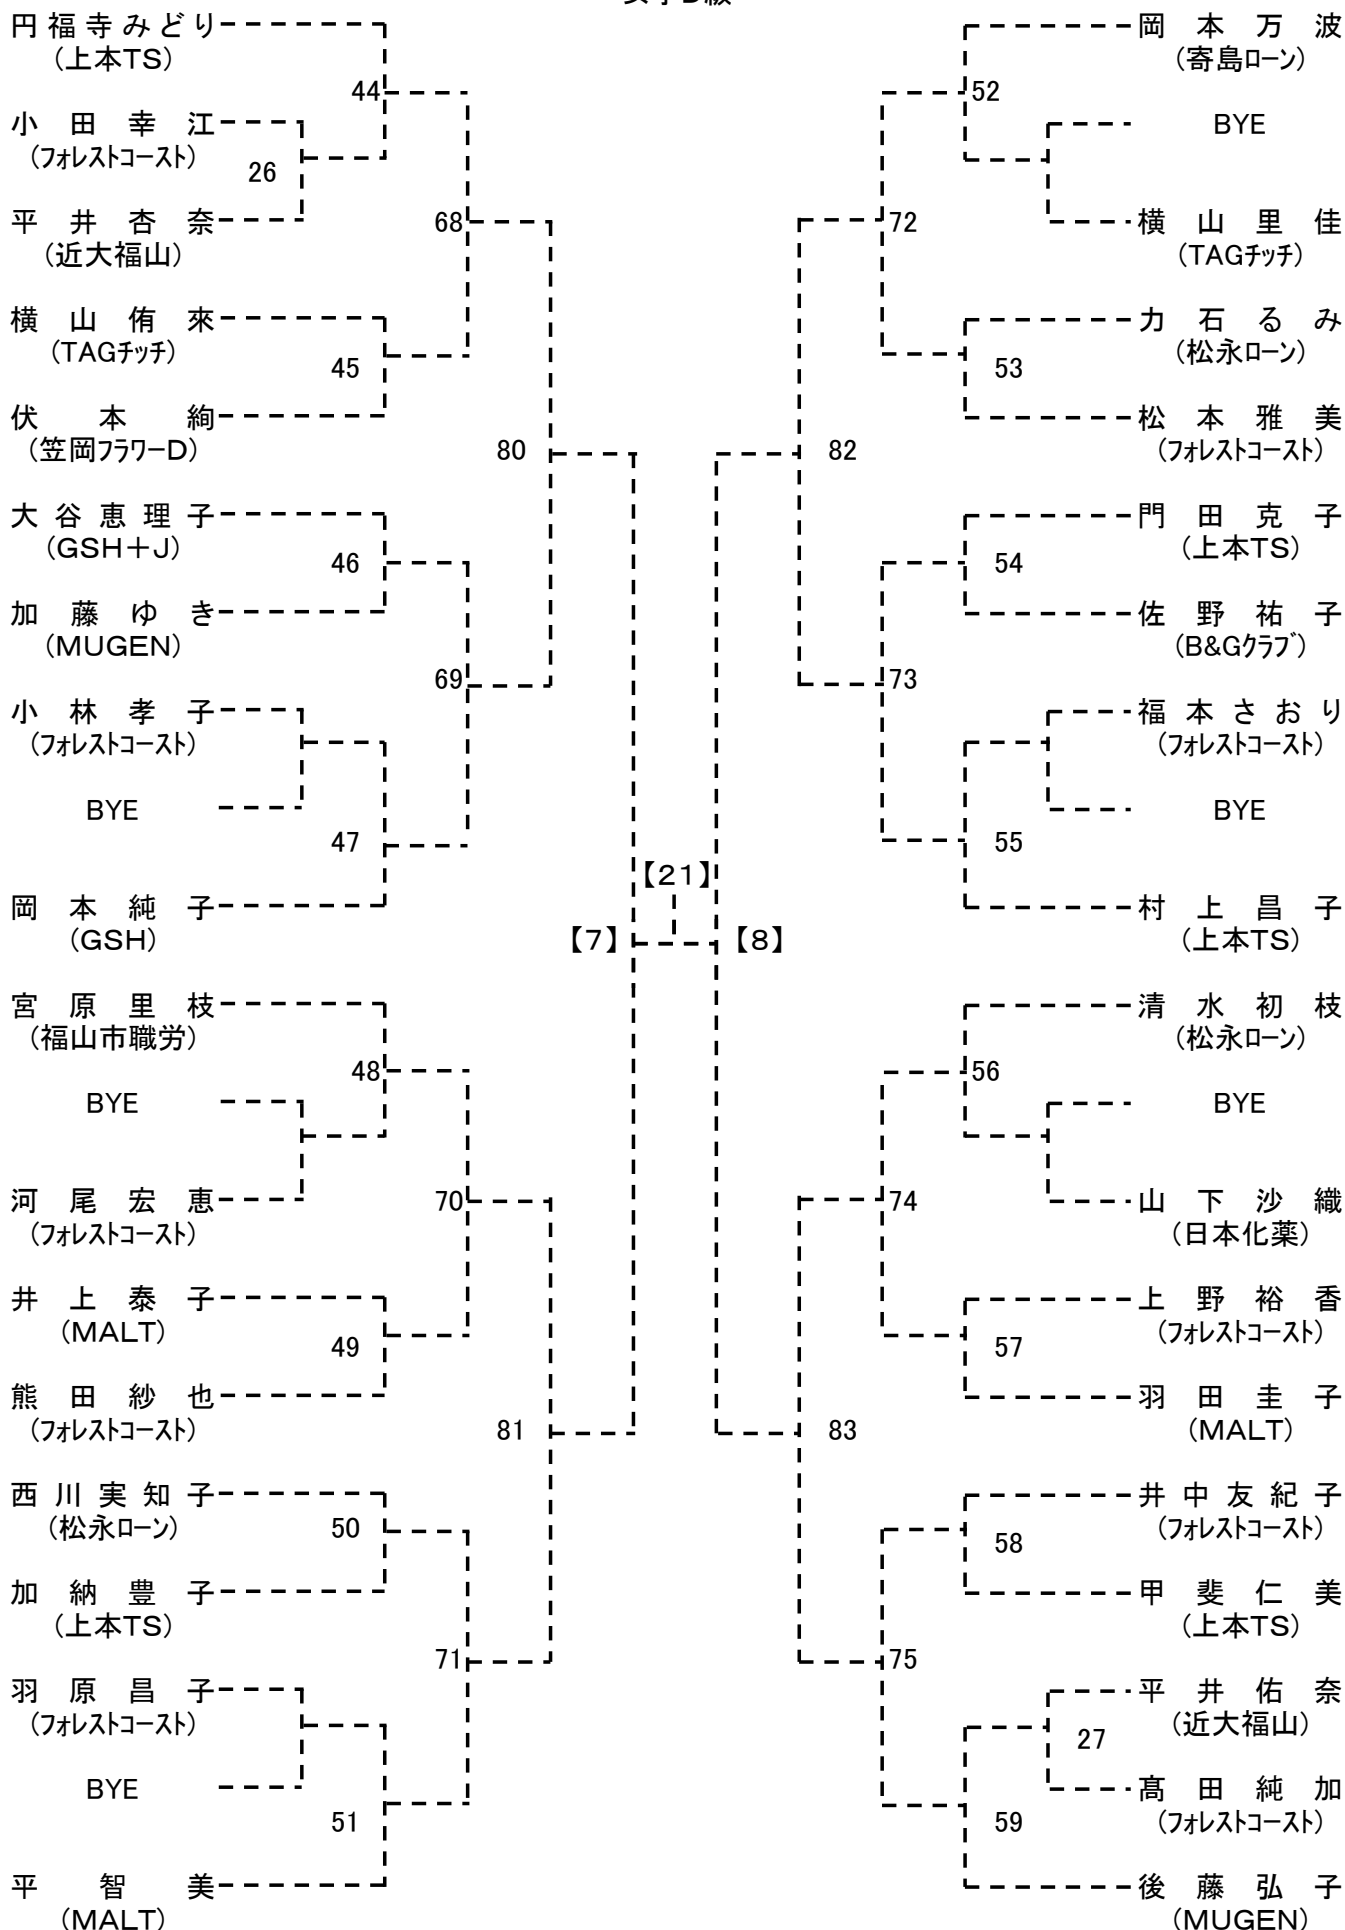 円福寺みどり
(上本TS)
44
小田幸江
(フォレストコースト)
26
平井杏奈
(近大福山)
68
横山侑來
(TAGチッチ)
45
伏本絢
(笠岡フラワーD)
80
大谷恵理子
(GSH＋J)
46
加藤ゆき
(MUGEN)
69
小林孝子
(フォレストコースト)
BYE
47
岡本純子
(GSH)
【7】
【21】
【8】
宮原里枝
(福山市職労)
48
BYE
河尾宏恵
(フォレストコースト)
70
井上泰子
(MALT)
49
熊田紗也
(フォレストコースト)
81
西川実知子
(松永ローン)
50
加納豊子
(上本TS)
71
羽原昌子
(フォレストコースト)
BYE
51
平智美
(MALT)
岡本万波
(寄島ローン)
52
BYE
72
横山里佳
(TAGチッチ)
力石るみ
(松永ローン)
53
松本雅美
(フォレストコースト)
82
門田克子
(上本TS)
54
佐野祐子
(B&Gクラブ)
73
福本さおり
(フォレストコースト)
BYE
55
村上昌子
(上本TS)
清水初枝
(松永ローン)
56
BYE
74
山下沙織
(日本化薬)
上野裕香
(フォレストコースト)
57
羽田圭子
(MALT)
83
井中友紀子
(フォレストコースト)
58
甲斐仁美
(上本TS)
75
平井佑奈
(近大福山)
27
髙田純加
(フォレストコースト)
59
後藤弘子
(MUGEN)